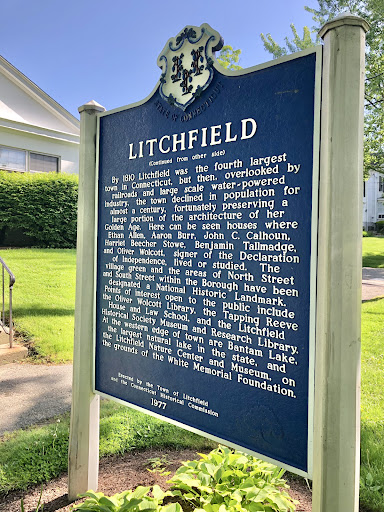 STATE OF CONNECTICUT
LITCHFIELD
(Continued from other side)
By 1810 Litchfield was the fourth largest
town in Connecticut, but then, overlooked by
railroads and large scale water-powered
industry, the town declined in population for
almost a century, fortunately preserving a
large portion of the architecture of her
Golden Age. Here can be seen houses where
Ethan Allen, Aaron Burr, John C. Calhoun,
Harriet Beecher Stowe, Benjamin Tallmadge,
and Oliver Wolcott, signer of the Declaration
of Independence, lived or studied. The
village green and the areas of North Street
and South Street within the Borough have been
designated a National Historic Landmark.
Points of interest open to the public include
the Oliver Wolcott Library, the Tapping Reeve
House and Law School, and the Litchfield
Historical Society Museum and Research Library.
At the western edge of town are Bantam Lake,
the largest natural lake in the state, and
the Litchfield Nature Center and Museum, on
the grounds of the White Memorial Foundation.
Erected by the Town of Litchfield
and the Connecticut Historical Commission
1977